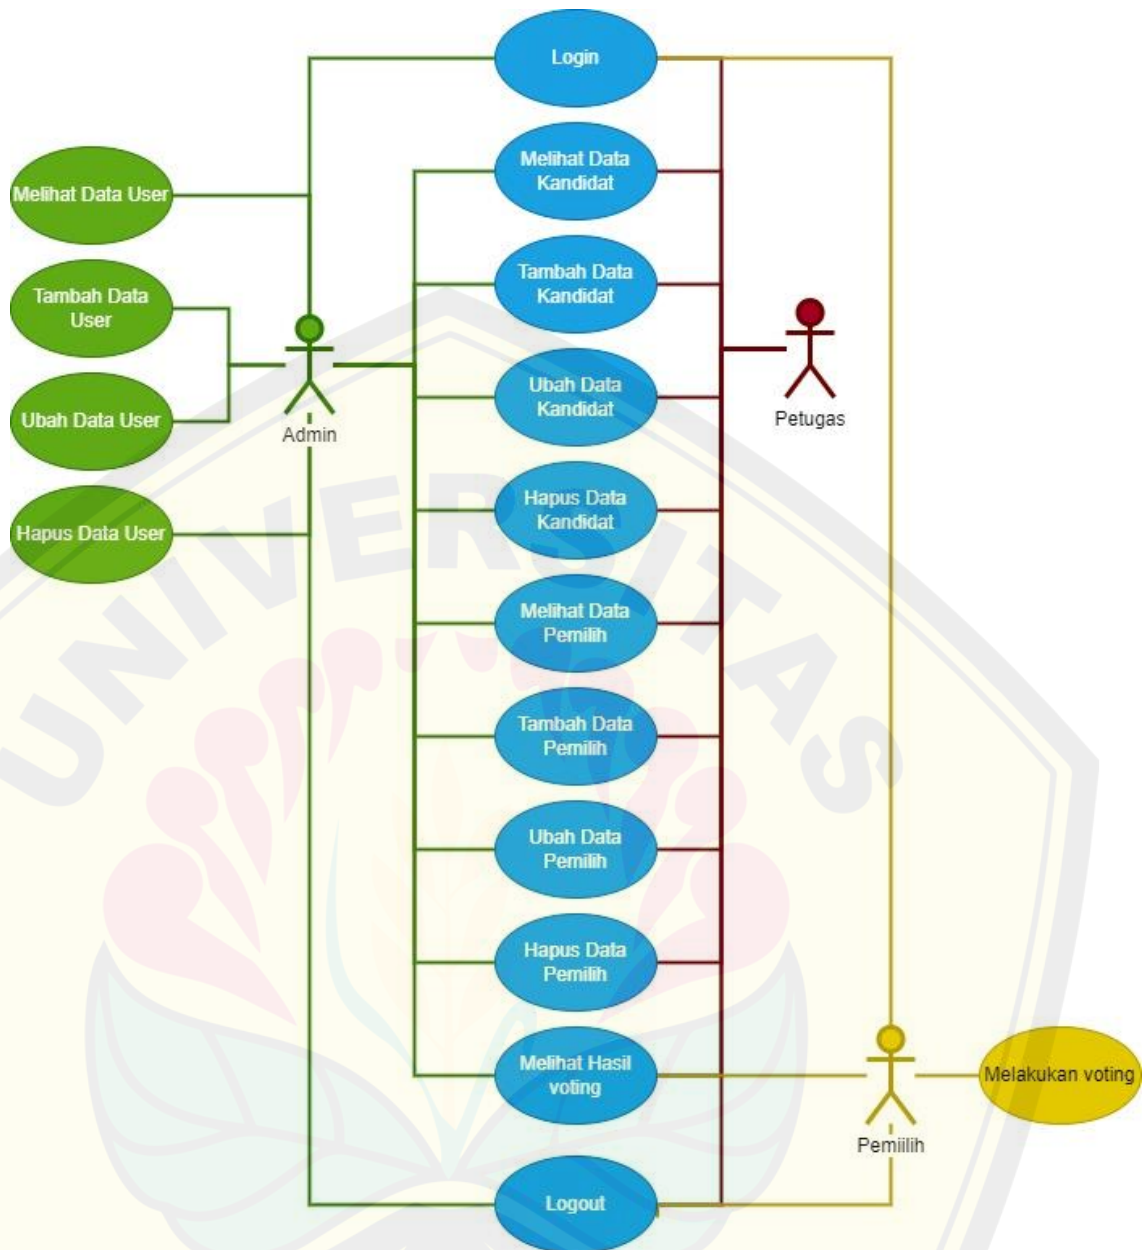 Login
Melihat Data
Kandidat
Melihat Data User
Tambah Data
Kandidat
Tambah Data
User
Ubah Data
Kandidat
Petugas
Ubah Data User
Admin
Hapus Data
Kandidat
Hapus Data User
UNIVERSITAS
Melihat Data
Pemilih
Tambah Data
Pemilih
Ubah Data
Pemilih
Hapus Data
Pemilih
Melihat Hasil
voting
Melakukan voting
Pemiilih
Logout